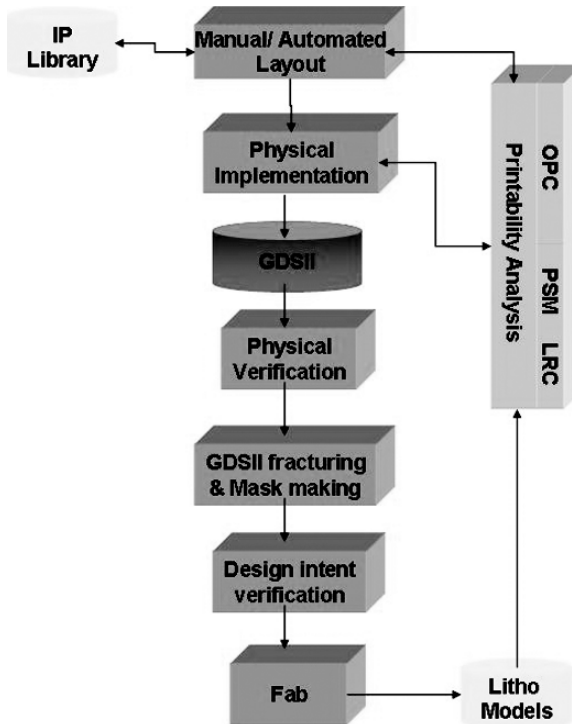 IP
Library
Manual/ Automated
Layout
Physical
Implementation
GDSII
Physical
Verification
GDSII fracturing
& Mask making
Design intent
verification
Fab
Litho
Models
Printability Analysis
OPC
PSM
LRC